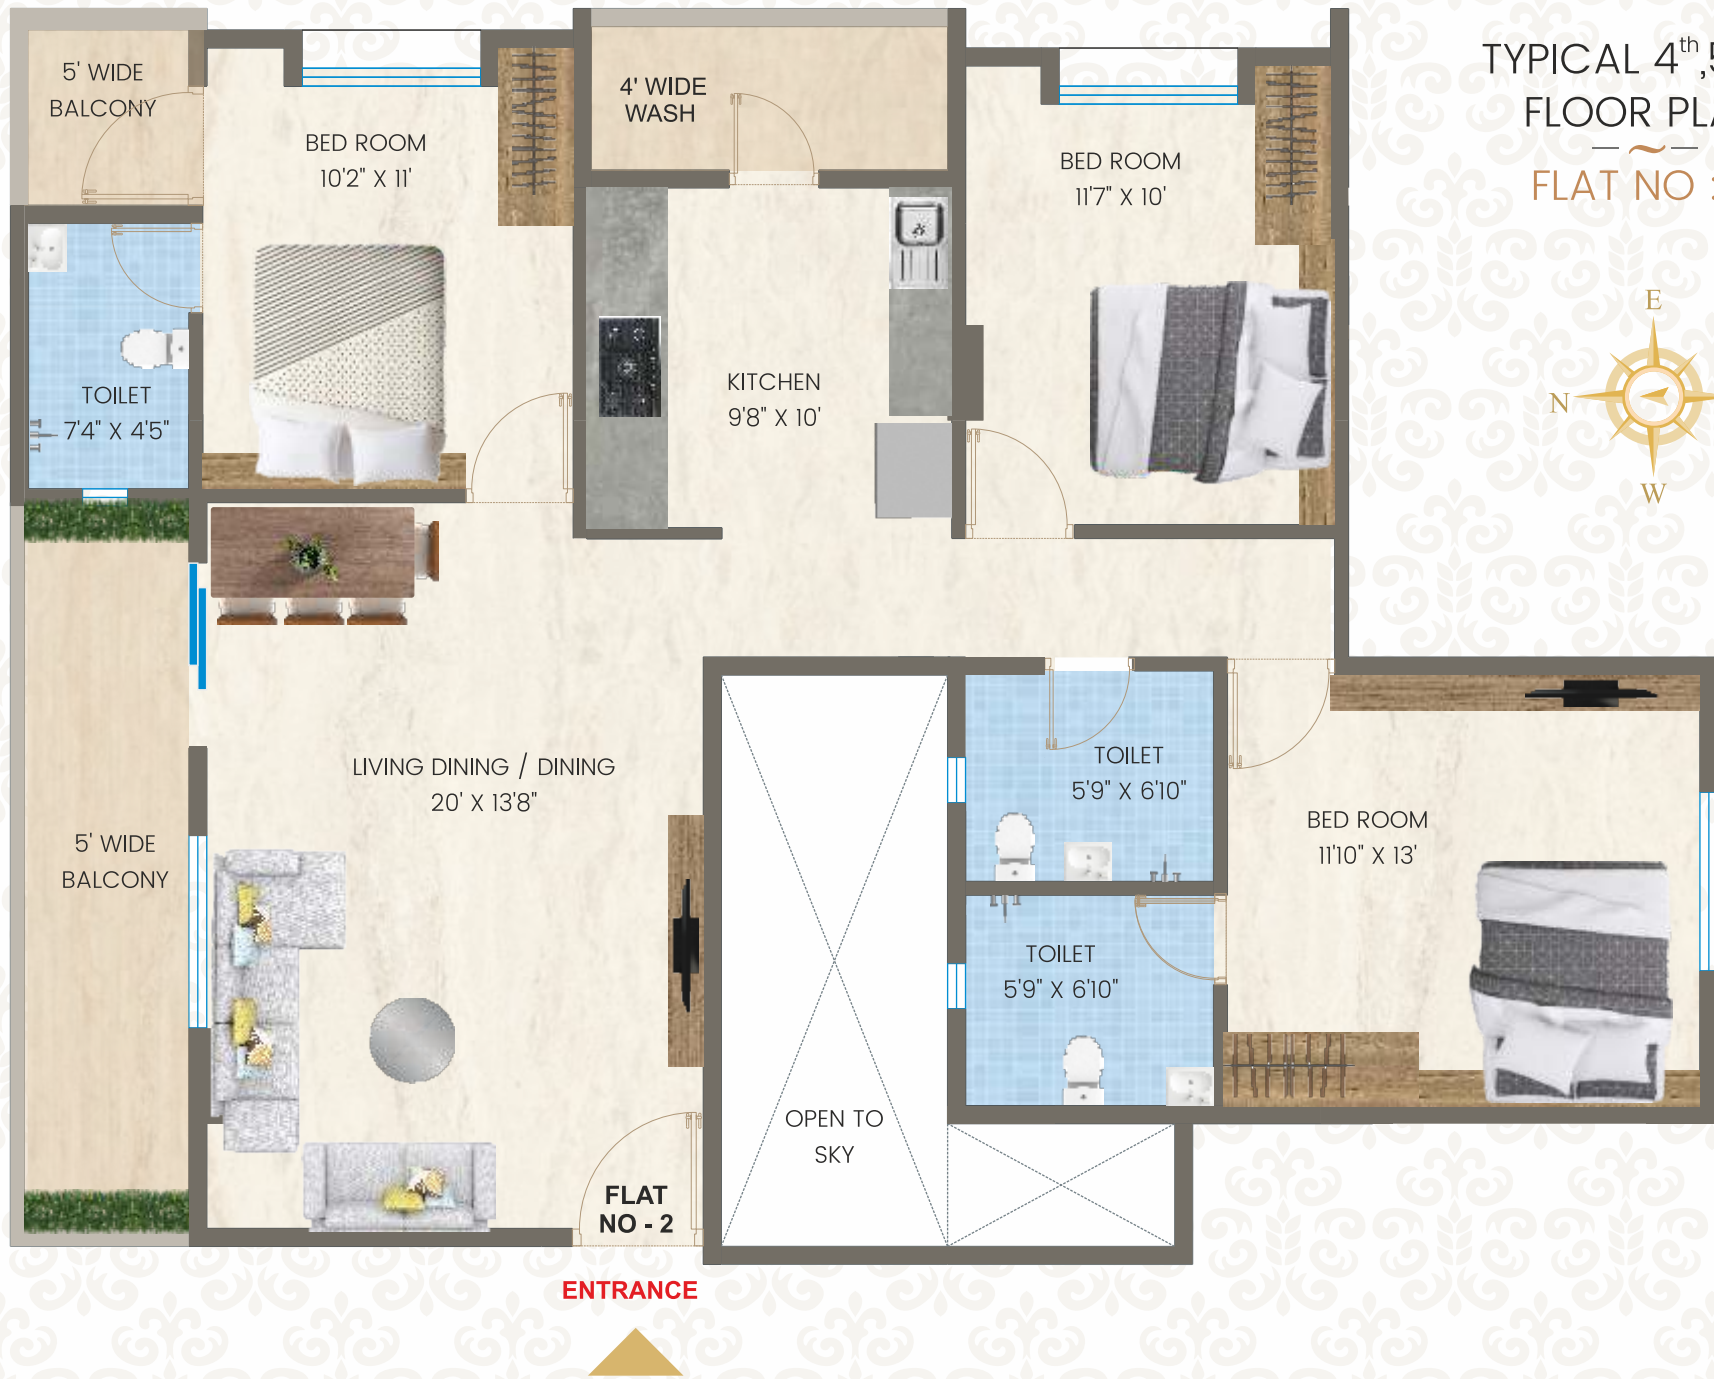 5' WIDE
BALCONY
BED ROOM
10'2" X 11'
4' WIDE
WASH
BED ROOM
11'7" X 10'
TYPICAL 4th,5
FLOOR
FLAT NO :
E
N
W
TOILET
7'4" X 4'5"
KITCHEN
9'8" X 10'
LIVING DINING / DINING
20' X 13'8"
5' WIDE
BALCONY
TOILET
5'9" X 6'10"
BED ROOM
11'10" X 13'
TOILET
5'9" X 6'10"
OPEN TO
SKY
FLAT
NO - 2
ENTRANCE